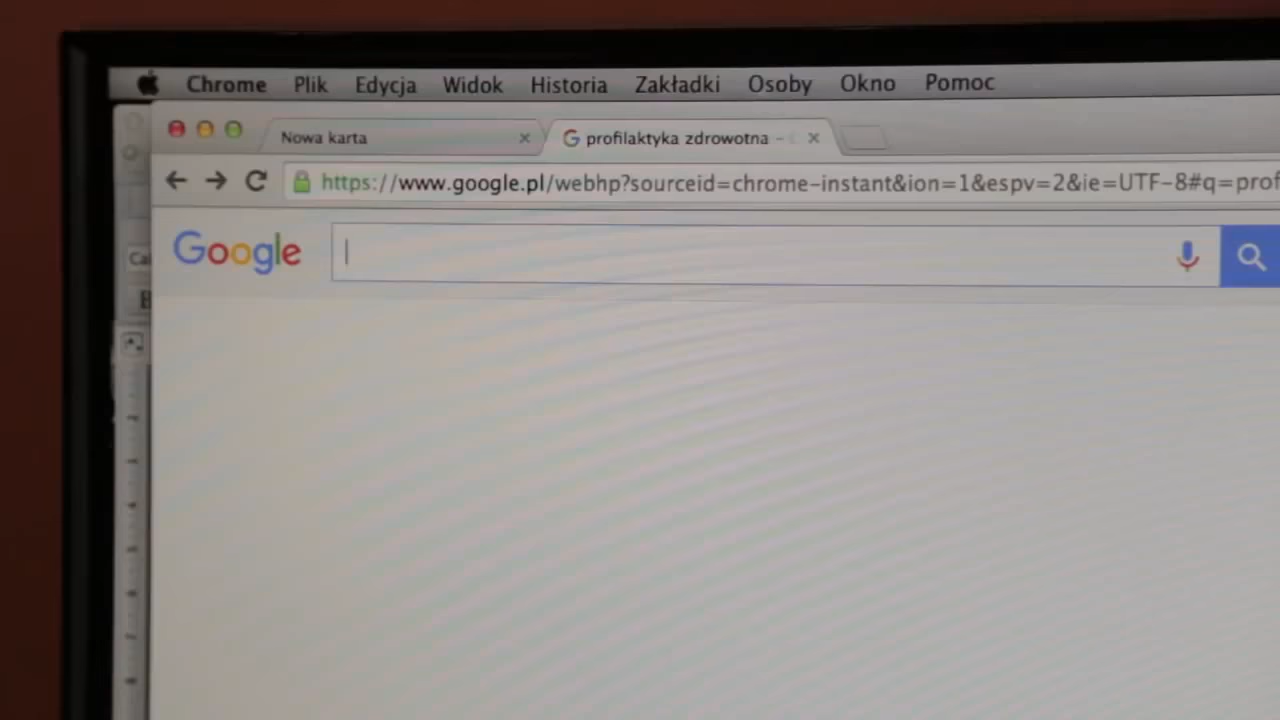 Chrome Plik Edycja Widok Historia Zakładki Osoby Okno Pomoc
Nowa karta
profilaktyka zdrowotna –
https://www.google.pl/webhp?sourceid=chrome-instant&ion=1&espv=2&ie=UTF-8#q=prof
Google